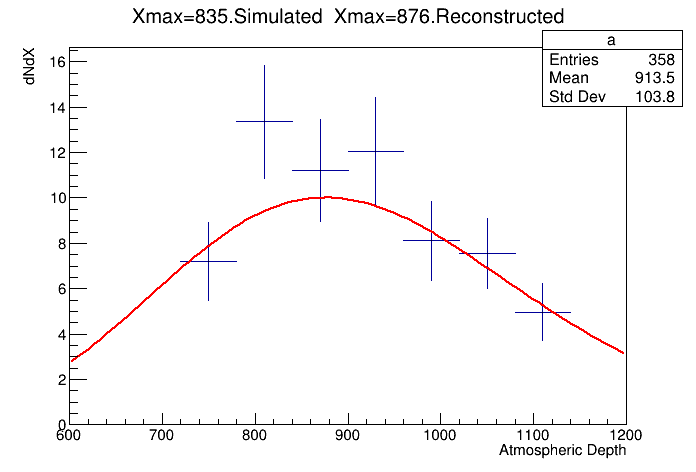 Xmax=835.Simulated  Xmax=876.Reconstructed
a
Entries 358
Mean 913.5
Std Dev 103.8
dNdX
16
14
12
10
8
6
4
2
0
600 700 800 900 1000 1100 1200
Atmospheric Depth